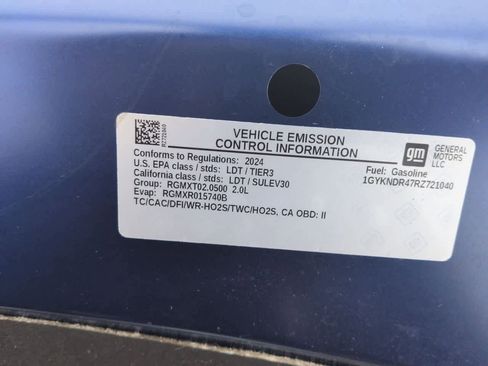 RZ721040
VEHICLE EMISSION
CONTROL INFORMATION
gm
GENERAL
MOTORS
LLC
Conforms to Regulations: 2024
U.S. EPA class / stds: LDT / TIER3
California class / stds: LDT / SULEV30
Group: RGMXT02.0500 2.0L
Evap: RGMXR015740B
TC/CAC/DFI/WR-HO2S/TWC/HO2S, CA OBD: II
Fuel: Gasoline
1GYKNDR47RZ721040